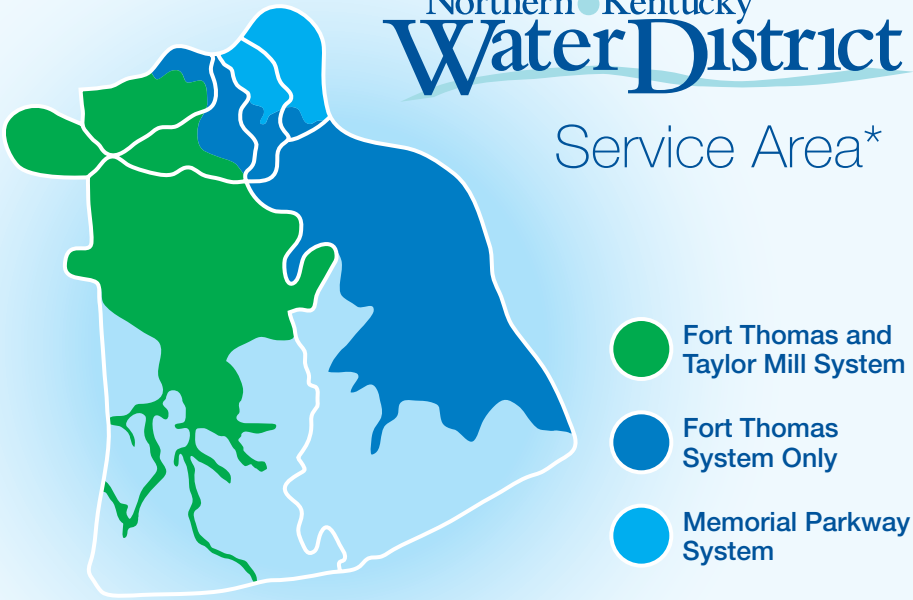 Northern Kentucky
Water District
Service Area*
Fort Thomas and
Taylor Mill System
Fort Thomas
System Only
Memorial Parkway
System